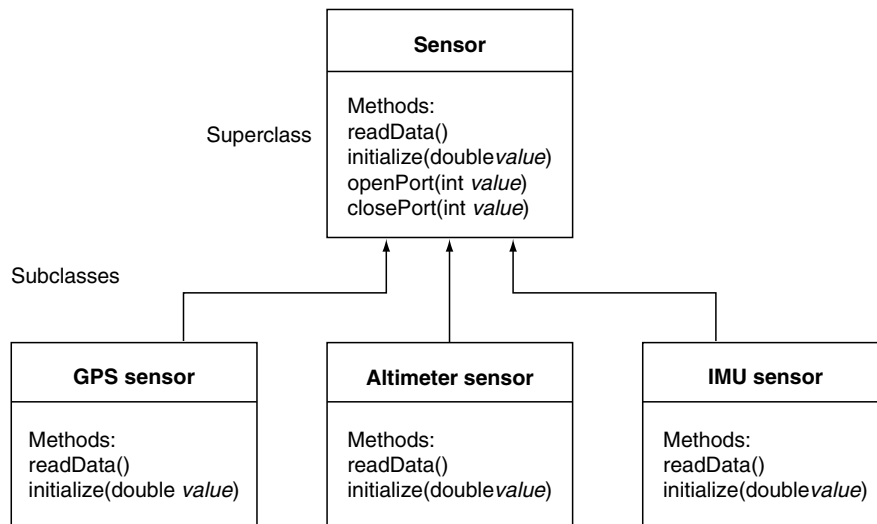 Sensor
Superclass
Methods:
readData()
initialize(doublevalue)
openPort(int value)
closePort(int value)
Subclasses
GPS sensor
Methods:
readData()
initialize(double value)
Altimeter sensor
Methods:
readData()
initialize(doublevalue)
IMU sensor
Methods:
readData()
initialize(doublevalue)